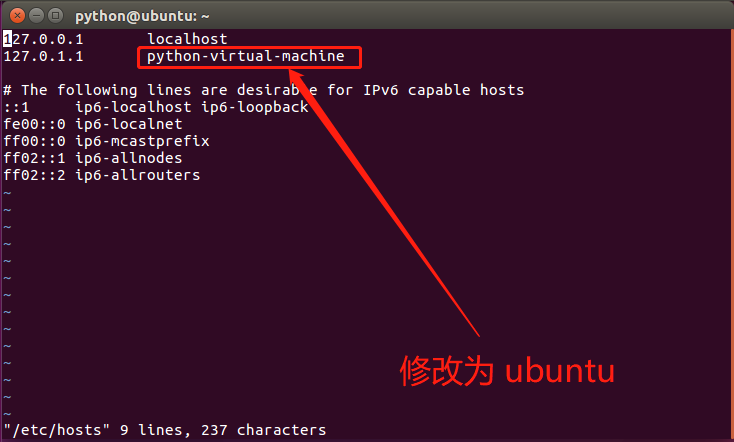 python@ubuntu: ~
127.0.0.1       localhost
127.0.1.1       python-virtual-machine
# The following lines are desirable for IPv6 capable hosts
::1     ip6-localhost ip6-loopback
fe00::0 ip6-localnet
ff00::0 ip6-mcastprefix
ff02::1 ip6-allnodes
ff02::2 ip6-allrouters
~
~
~
~
~
~
~
~
~
~
~
修改为 ubuntu
~
~
~
"/etc/hosts" 9 lines, 237 characters